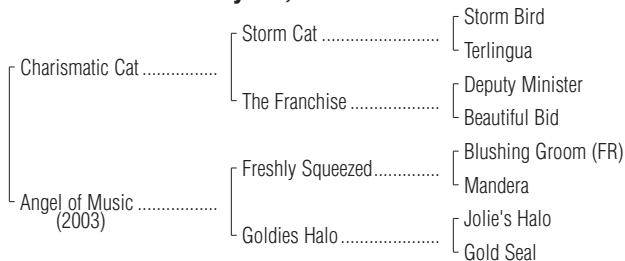 Storm Bird
Storm Cat ........................
Terlingua
Charismatic Cat ...............
Deputy Minister
The Franchise ..................
Beautiful Bid
Blushing Groom (FR)
Freshly Squeezed.............
Mandera
Angel of Music ................
(2003)
Jolie's Halo
Goldies Halo ....................
Gold Seal